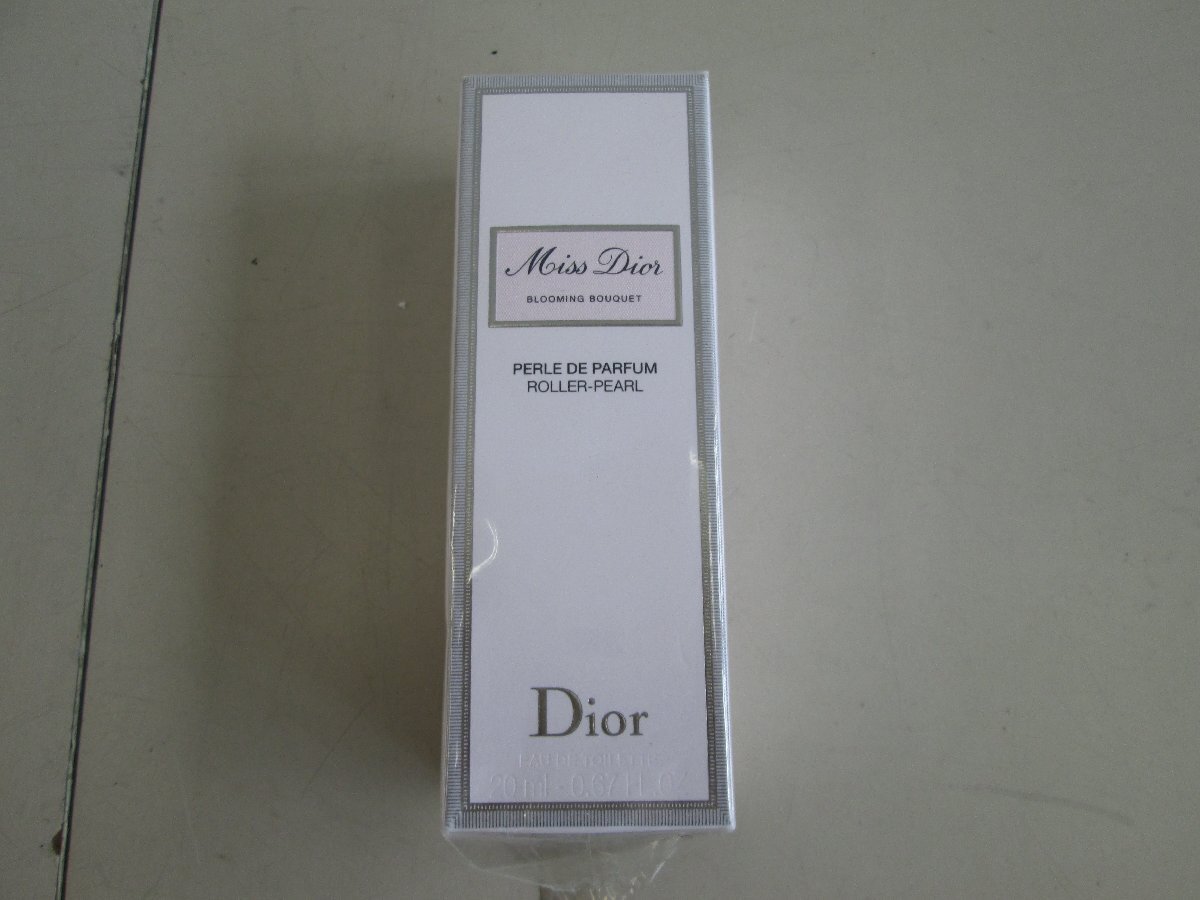 Miss Dior
BLOOMING BOUQUET
PERLE DE PARFUM
ROLLER-PEARL
Dior
EAU DE TOILETTE
20 ml - 0.67 FL.OZ